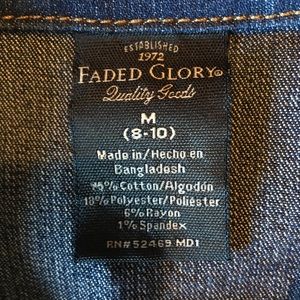 ESTABLISHED
1972
FADED GLORY®
Quality Goods
M
(8-10)
Made in/Hecho en
Bangladesh
75% Cotton/Algodón
18% Polyester/Poliéster
6% Rayon
1% Spandex
RN# 52469 MD1